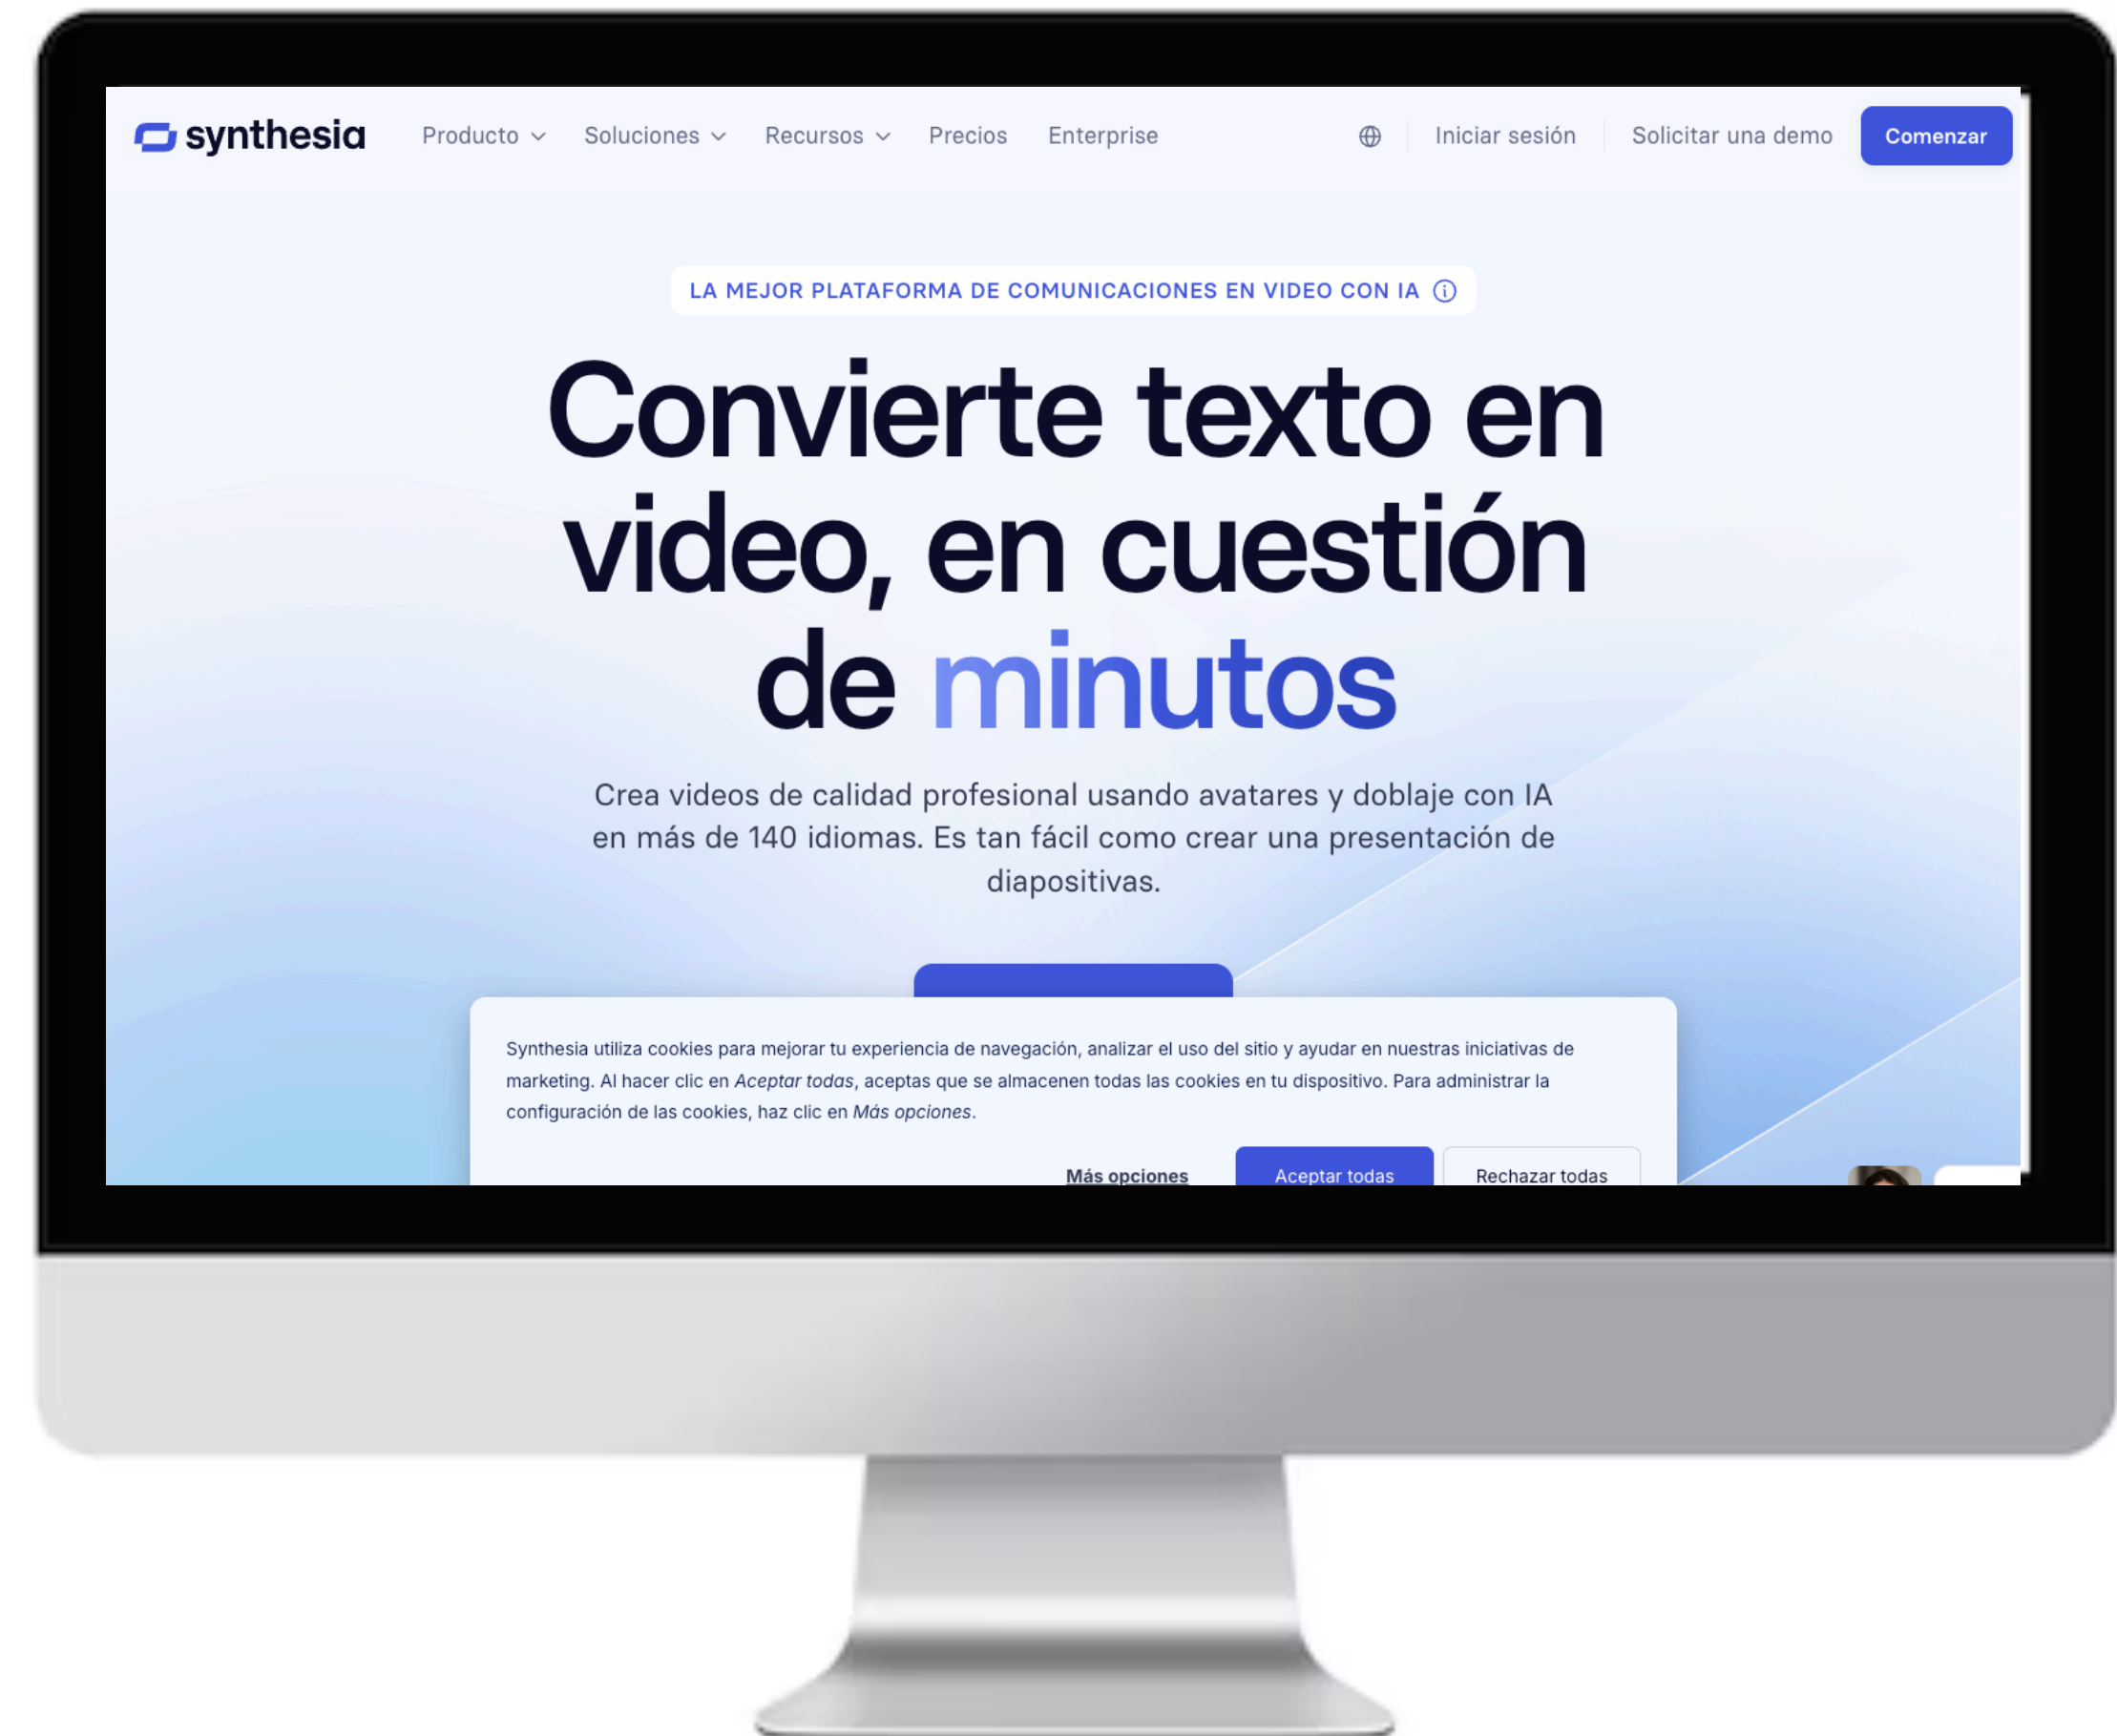 synthesia Producto Soluciones Recursos Precios Enterprise Iniciar sesión Solicitar una demo Comenzar
LA MEJOR PLATAFORMA DE COMUNICACIONES EN VIDEO CON IA
Convierte texto en
video, en cuestión
de minutos
Crea videos de calidad profesional usando avatares y doblaje con IA
en más de 140 idiomas. Es tan fácil como crear una presentación de
diapositivas.
Synthesia utiliza cookies para mejorar tu experiencia de navegación, analizar el uso del sitio y ayudar en nuestras iniciativas de
marketing. Al hacer clic en Aceptar todas, aceptas que se almacenen todas las cookies en tu dispositivo. Para administrar la
configuración de las cookies, haz clic en Más opciones.
Más opciones Aceptar todas Rechazar todas